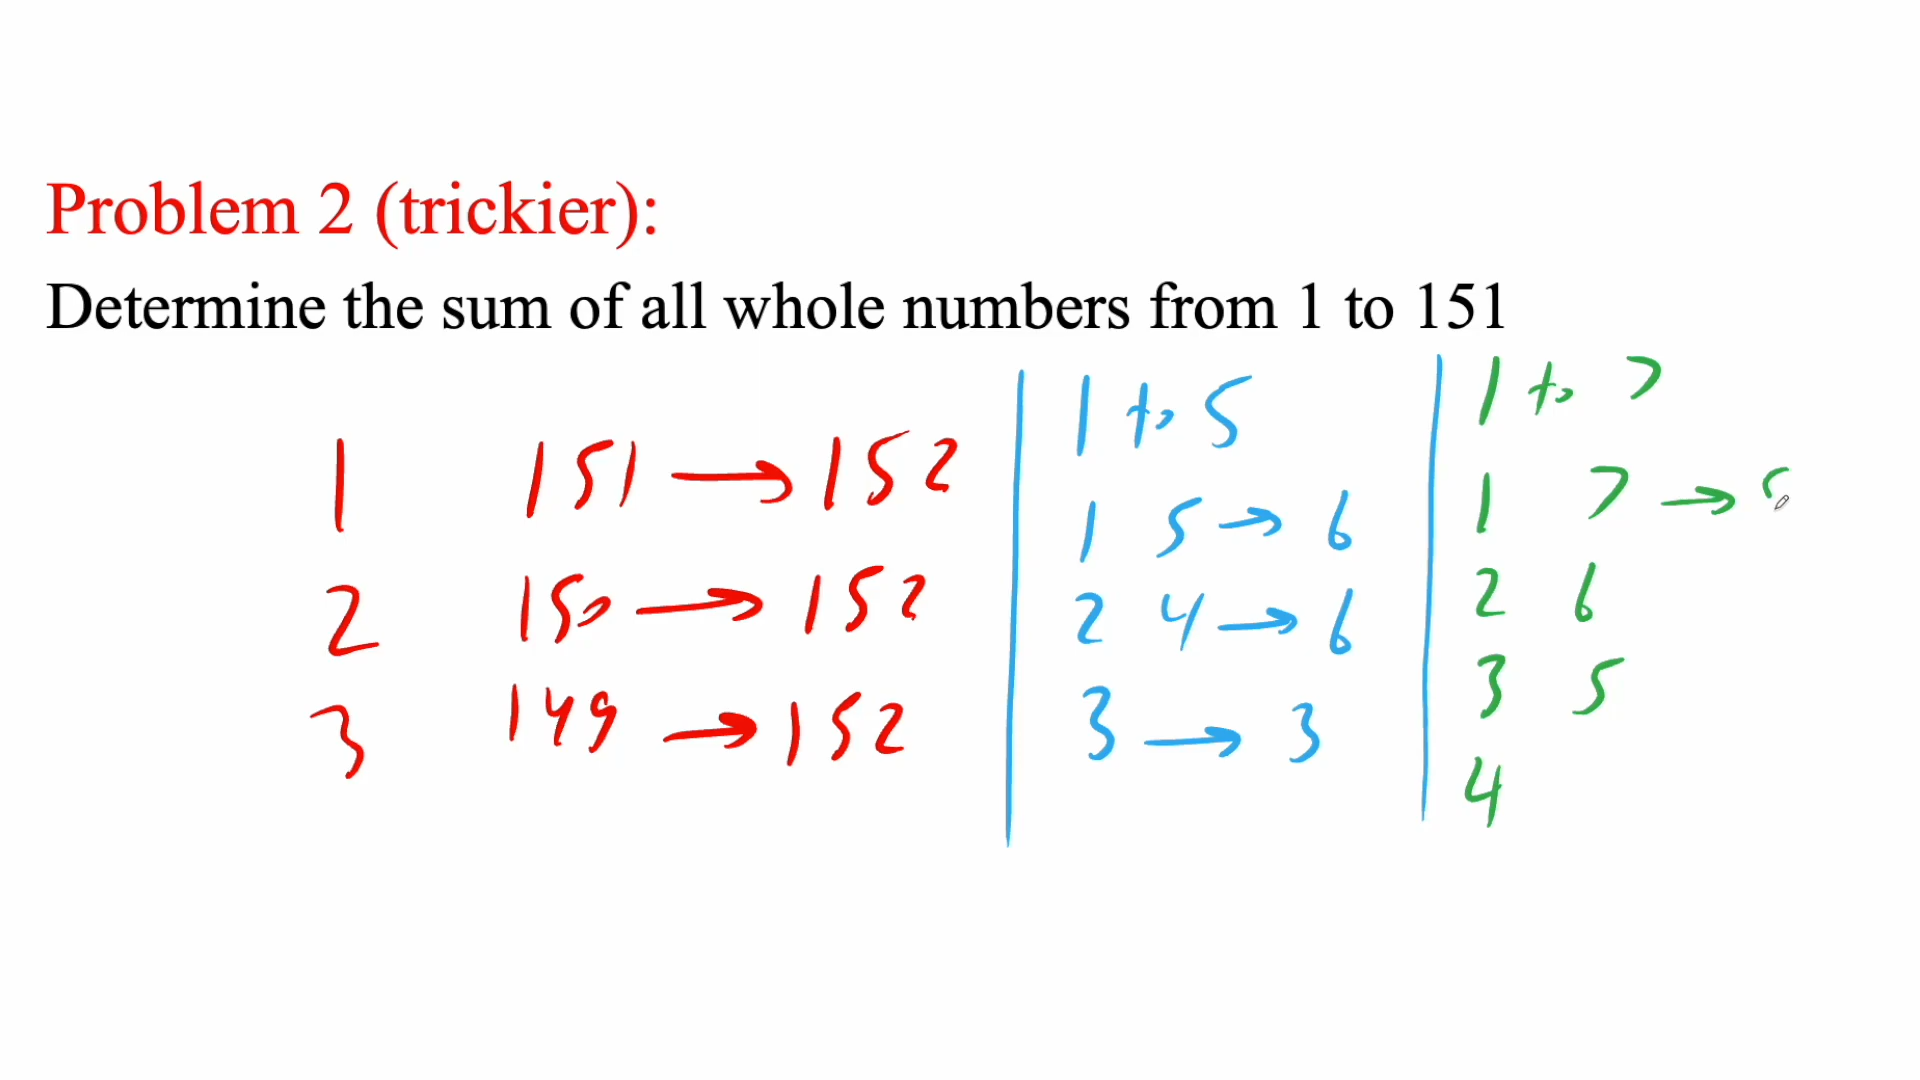 Problem 2 (trickier):
Determine the sum of all whole numbers from 1 to 151
1 151 → 152
2 150 → 152
3 149 → 152
1 to 5
1 5 → 6
2 4 → 6
3 → 3
1 to 7
1 7 →
2 6
3 5
4